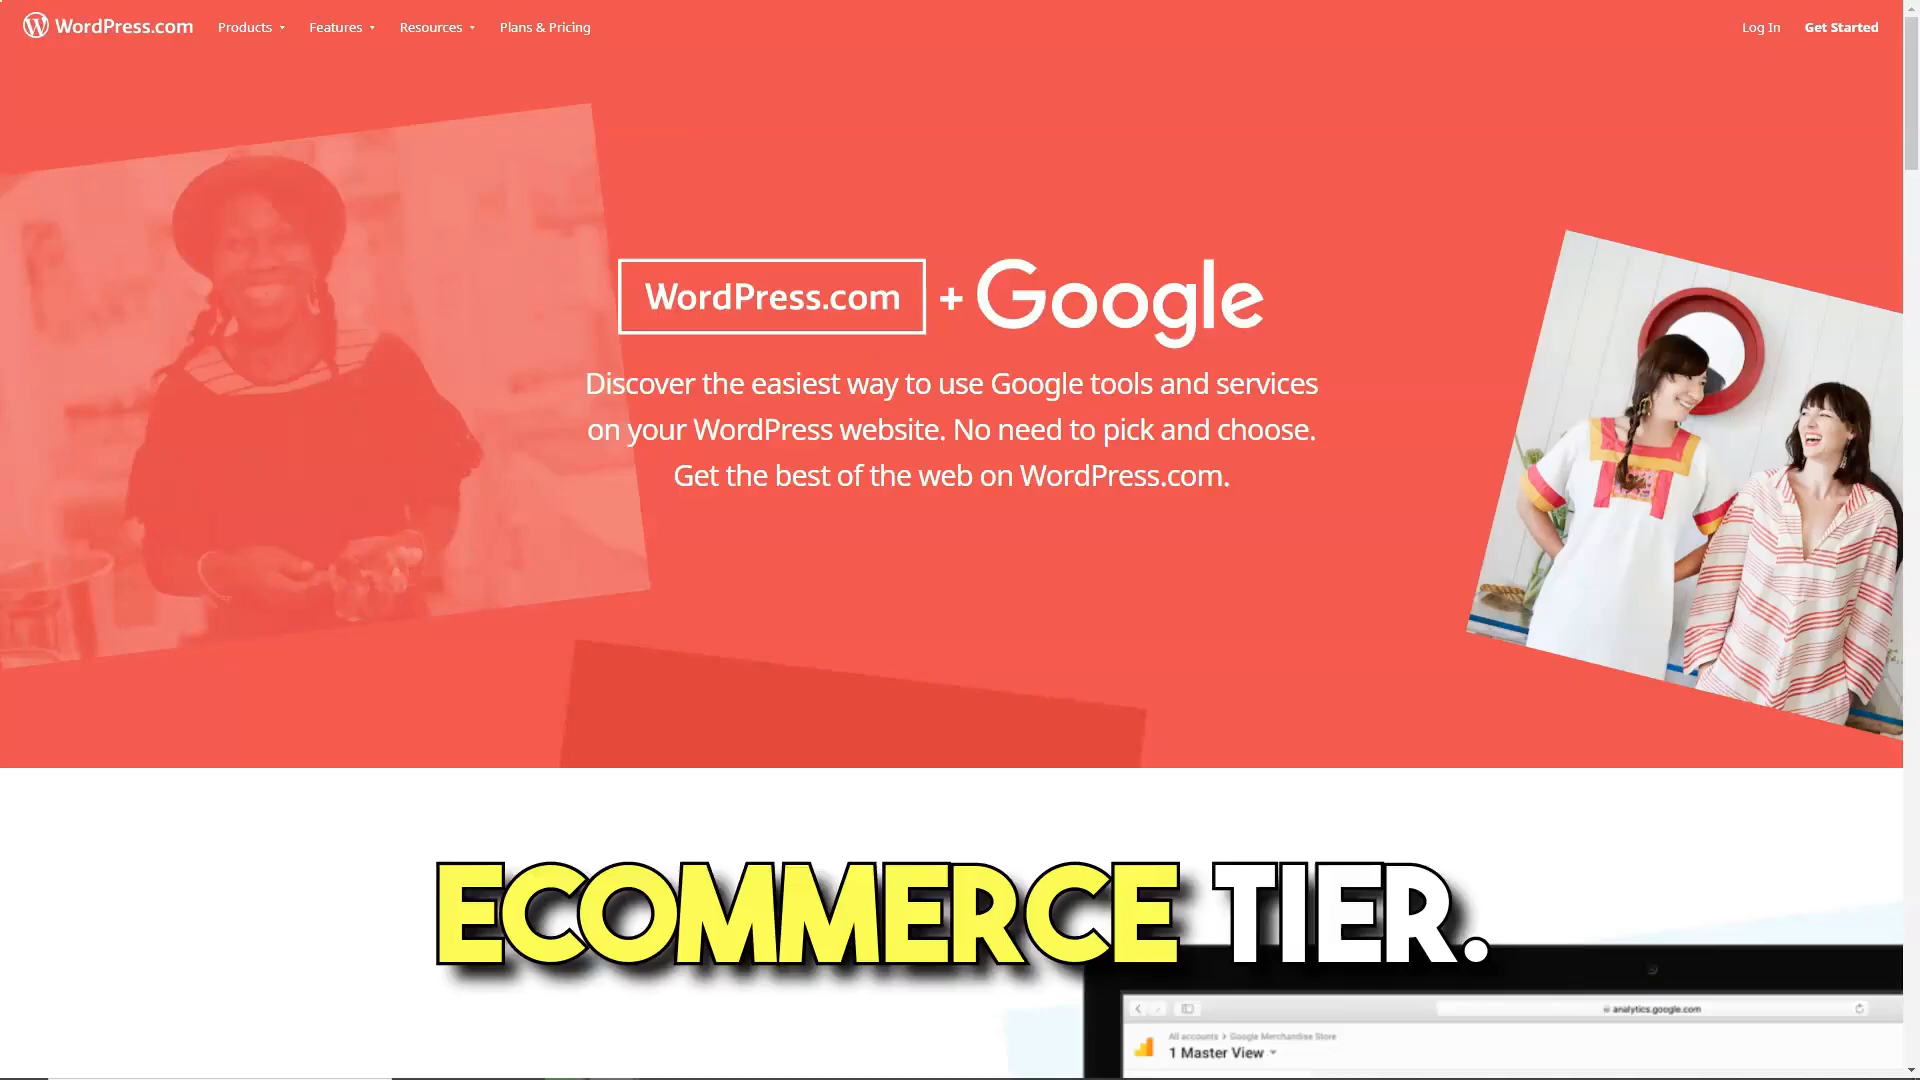 WordPress.com Products Features Resources Plans & Pricing Log In Get Started
WordPress.com + Google
Discover the easiest way to use Google tools and services
on your WordPress website. No need to pick and choose.
Get the best of the web on WordPress.com.
ECOMMERCE TIER.
analytics.google.com
All accounts > Google Merchandise Store
1 Master View